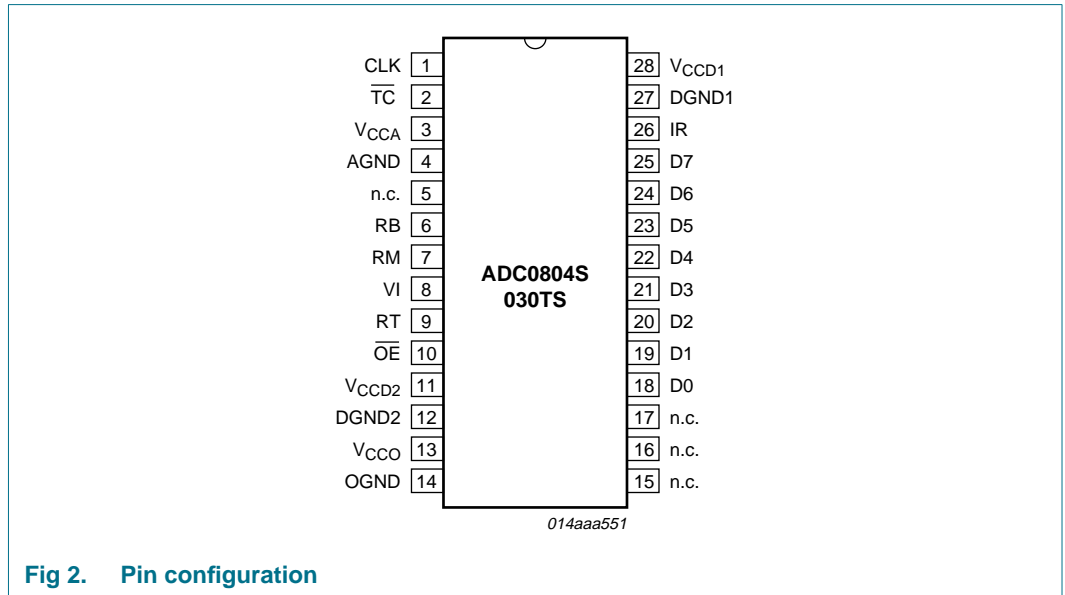 CLK 1 28 VCCD1
TC 2 27 DGND1
VCCA 3 26 IR
AGND 4 25 D7
n.c. 5 24 D6
RB 6 23 D5
RM 7 22 D4
ADC0804S
030TS
VI 8 21 D3
RT 9 20 D2
OE 10 19 D1
VCCD2 11 18 D0
DGND2 12 17 n.c.
VCCO 13 16 n.c.
OGND 14 15 n.c.
014aaa551
Fig 2. Pin configuration